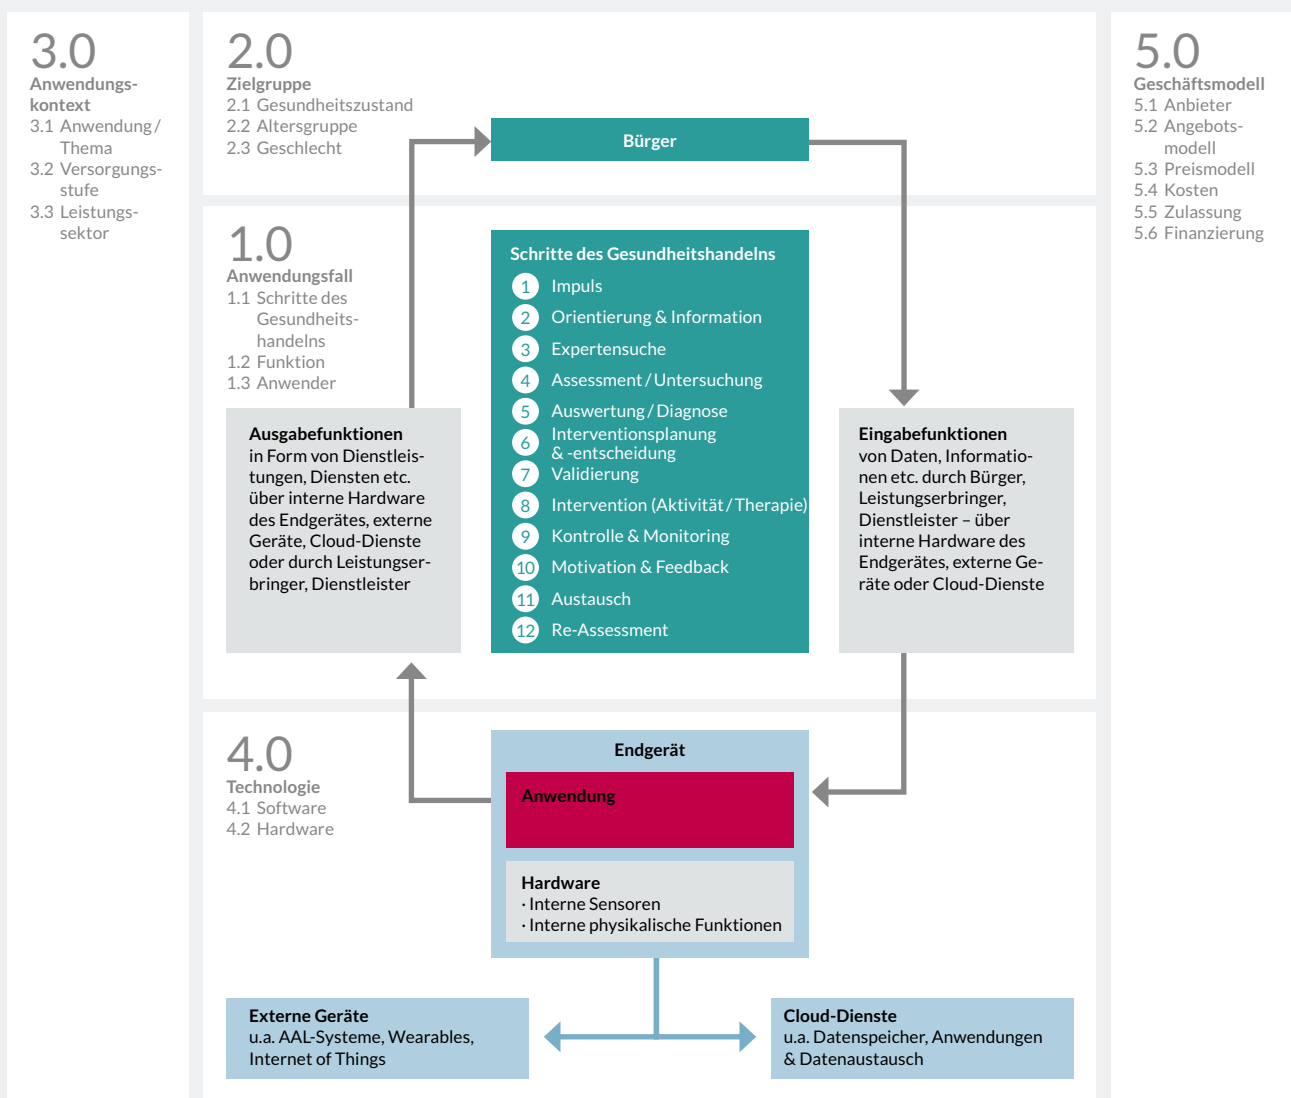 3.0
Anwendungs-
kontext
3.1 Anwendung / Thema
3.2 Versorgungs-
stufe
3.3 Leistungs-
sektor
2.0
Zielgruppe
2.1 Gesundheitszustand
2.2 Altersgruppe
2.3 Geschlecht
Bürger
5.0
Geschäftsmodell
5.1 Anbieter
5.2 Angebots-
modell
5.3 Preismodell
5.4 Kosten
5.5 Zulassung
5.6 Finanzierung
1.0
Anwendungsfall
1.1 Schritte des
Gesundheits-
handelns
1.2 Funktion
1.3 Anwender
Schritte des Gesundheitshandelns
1 Impuls
2 Orientierung & Information
3 Expertensuche
4 Assessment / Untersuchung
5 Auswertung / Diagnose
6 Interventionsplanung
& -entscheidung
7 Validierung
8 Intervention (Aktivität / Therapie)
9 Kontrolle & Monitoring
10 Motivation & Feedback
11 Austausch
12 Re-Assessment
Ausgabefunktionen
in Form von Dienstleis-
tungen, Diensten etc.
über interne Hardware
des Endgerätes, externe
Geräte, Cloud-Dienste
oder durch Leistungser-
bringer, Dienstleister
Eingabefunktionen
von Daten, Informatio-
nen etc. durch Bürger,
Leistungserbringer,
Dienstleister – über
interne Hardware des
Endgerätes, externe Ge-
räte oder Cloud-Dienste
4.0
Technologie
4.1 Software
4.2 Hardware
Endgerät
Anwendung
Hardware
· Interne Sensoren
· Interne physikalische Funktionen
Externe Geräte
u.a. AAL-Systeme, Wearables,
Internet of Things
Cloud-Dienste
u.a. Datenspeicher, Anwendungen
& Datenaustausch